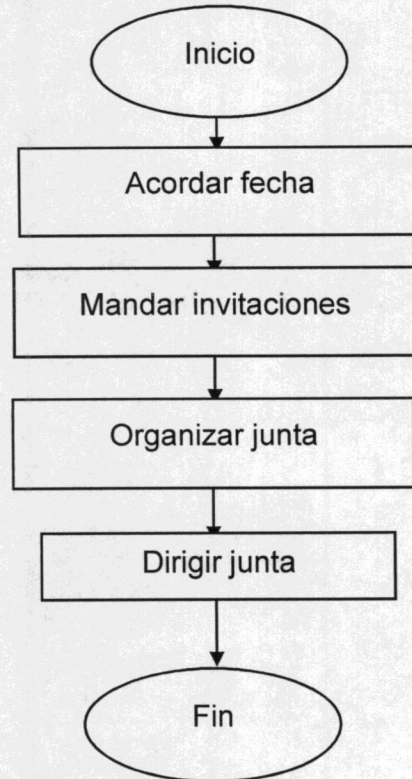 Inicio
Acordar fecha
Mandar invitaciones
Organizar junta
Dirigir junta
Fin